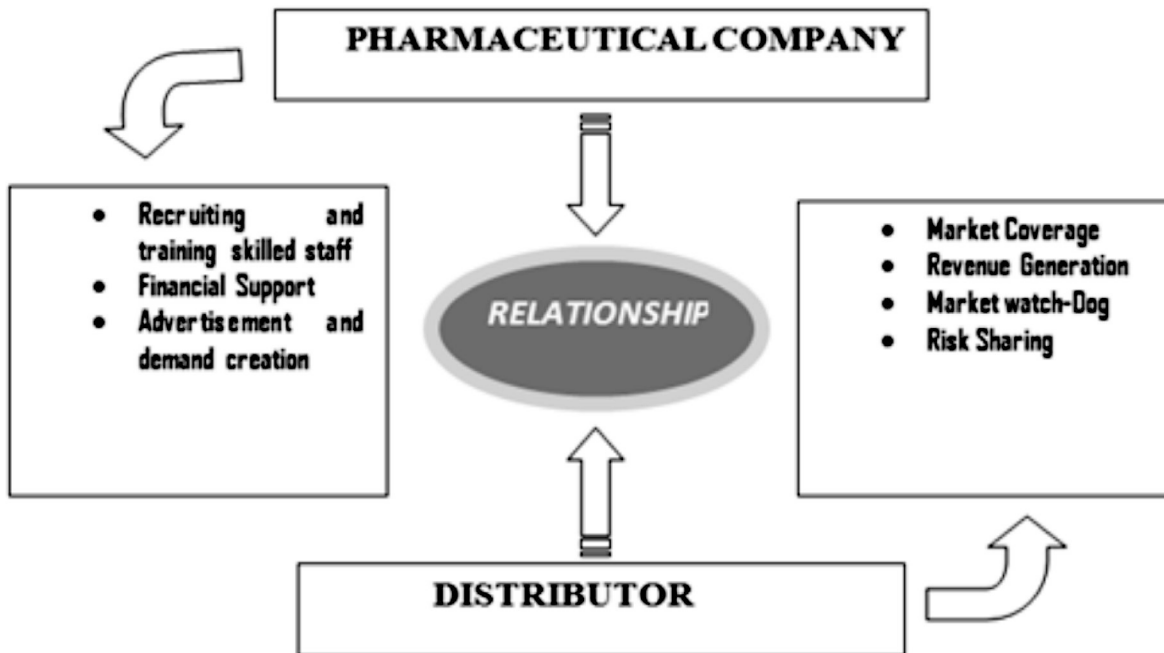 PHARMACEUTICAL COMPANY
• Recruiting and
training skilled staff
• Financial Support
• Advertisement and
demand creation
RELATIONSHIP
• Market Coverage
• Revenue Generation
• Market watch-Dog
• Risk Sharing
DISTRIBUTOR